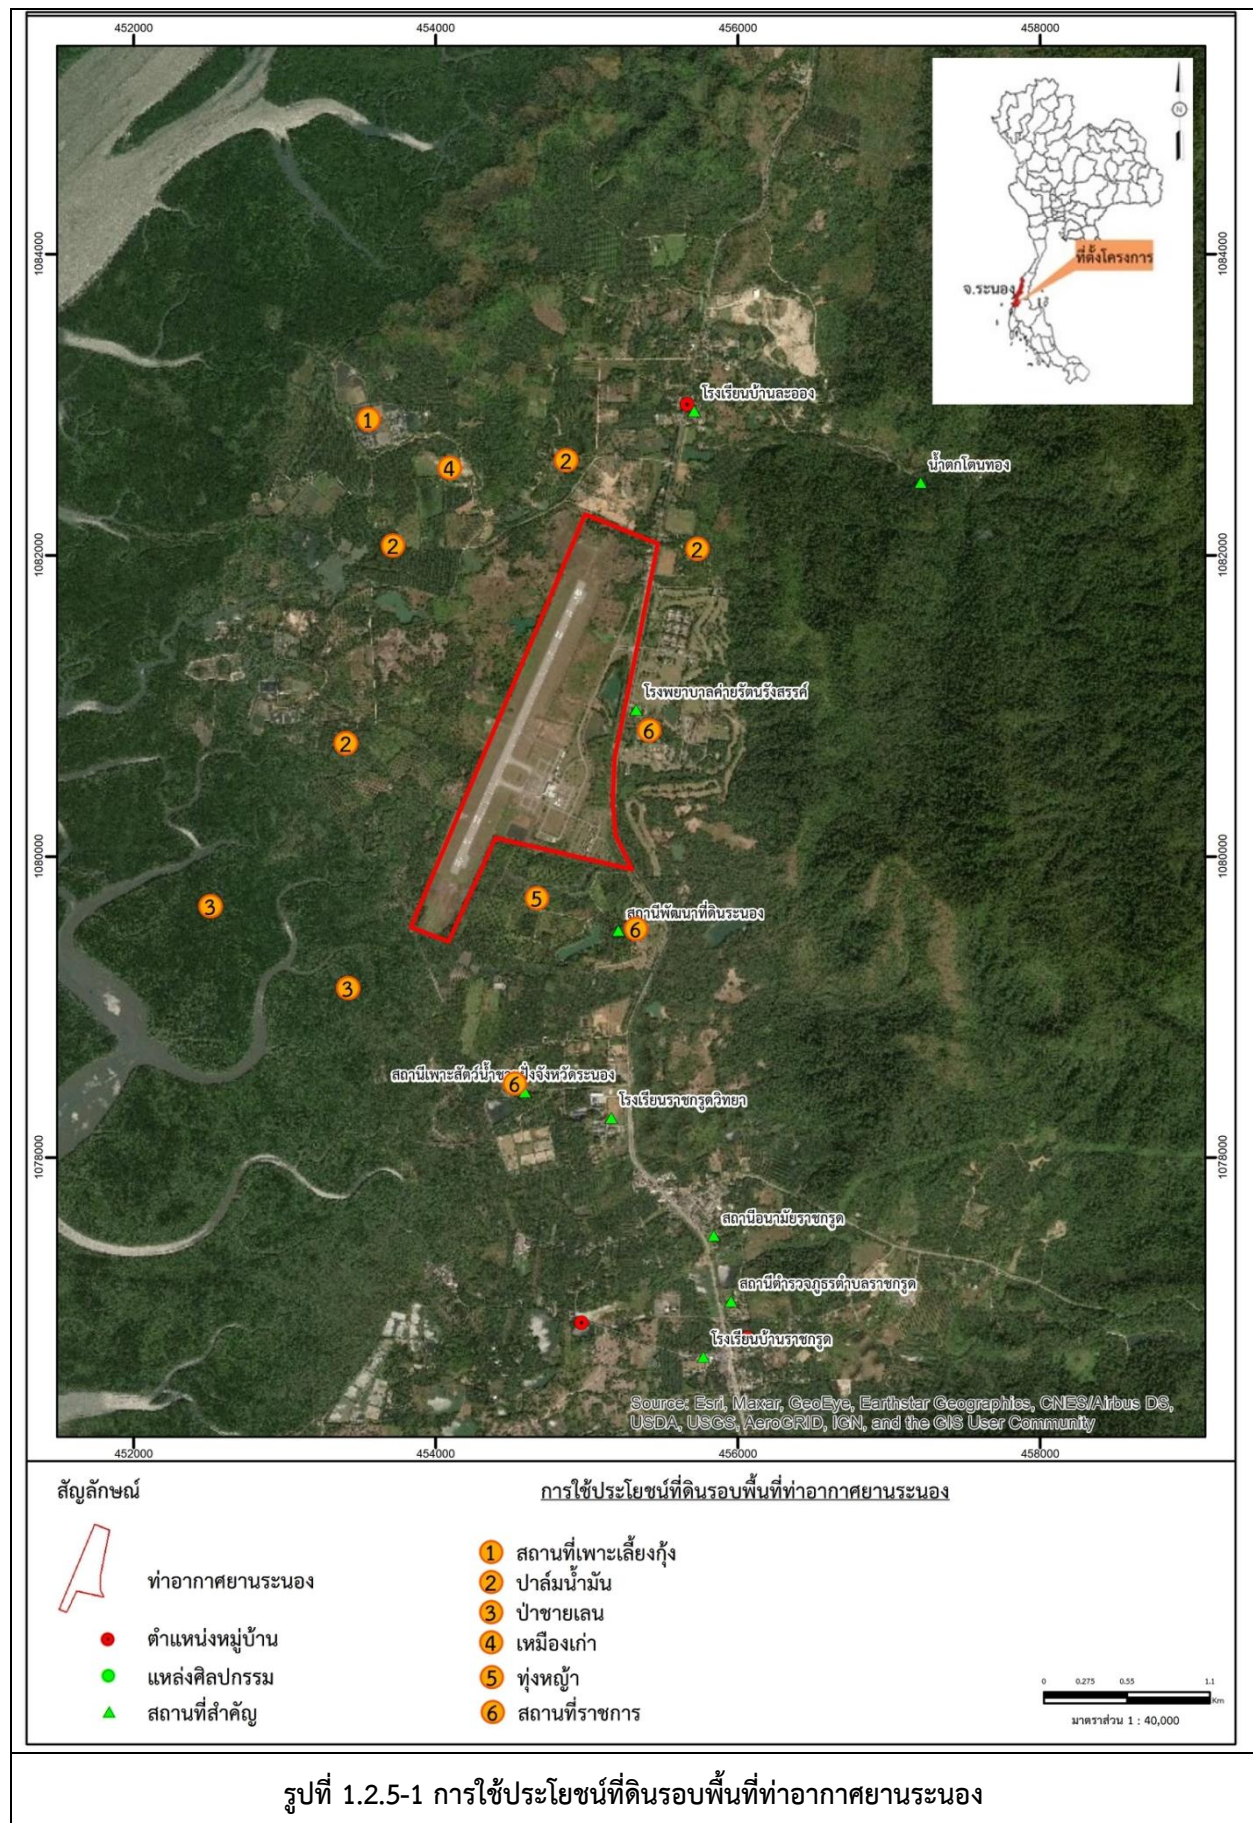 452000 454000 456000 458000
1084000 1084000
ที่ตั้งโครงการ
จ.ระนอง
N
โรงเรียนบ้านละออง
1
4
2
น้ำตกโตนทอง
1082000 1082000
2
2
โรงพยาบาลค่ายรัตนรังสรรค์
6
2
1080000 1080000
3
5
สถานีพัฒนาที่ดินระนอง
6
3
สถานีเพาะสัตว์น้ำชายฝั่งจังหวัดระนอง
6
โรงเรียนราชกรูดวิทยา
1078000 1078000
สถานีอนามัยราชกรูด
สถานีตำรวจภูธรตำบลราชกรูด
โรงเรียนบ้านราชกรูด
Source: Esri, Maxar, GeoEye, Earthstar Geographics, CNES/Airbus DS,
USDA, USGS, AeroGRID, IGN, and the GIS User Community
452000 454000 456000 458000
สัญลักษณ์
ท่าอากาศยานระนอง
ตำแหน่งหมู่บ้าน
แหล่งศิลปกรรม
สถานที่สำคัญ
การใช้ประโยชน์ที่ดินรอบพื้นที่ท่าอากาศยานระนอง
1 สถานที่เพาะเลี้ยงกุ้ง
2 ปาล์มน้ำมัน
3 ป่าชายเลน
4 เหมืองเก่า
5 ทุ่งหญ้า
6 สถานที่ราชการ
0 0.275 0.55 1.1
Km
มาตราส่วน 1 : 40,000
รูปที่ 1.2.5-1 การใช้ประโยชน์ที่ดินรอบพื้นที่ท่าอากาศยานระนอง